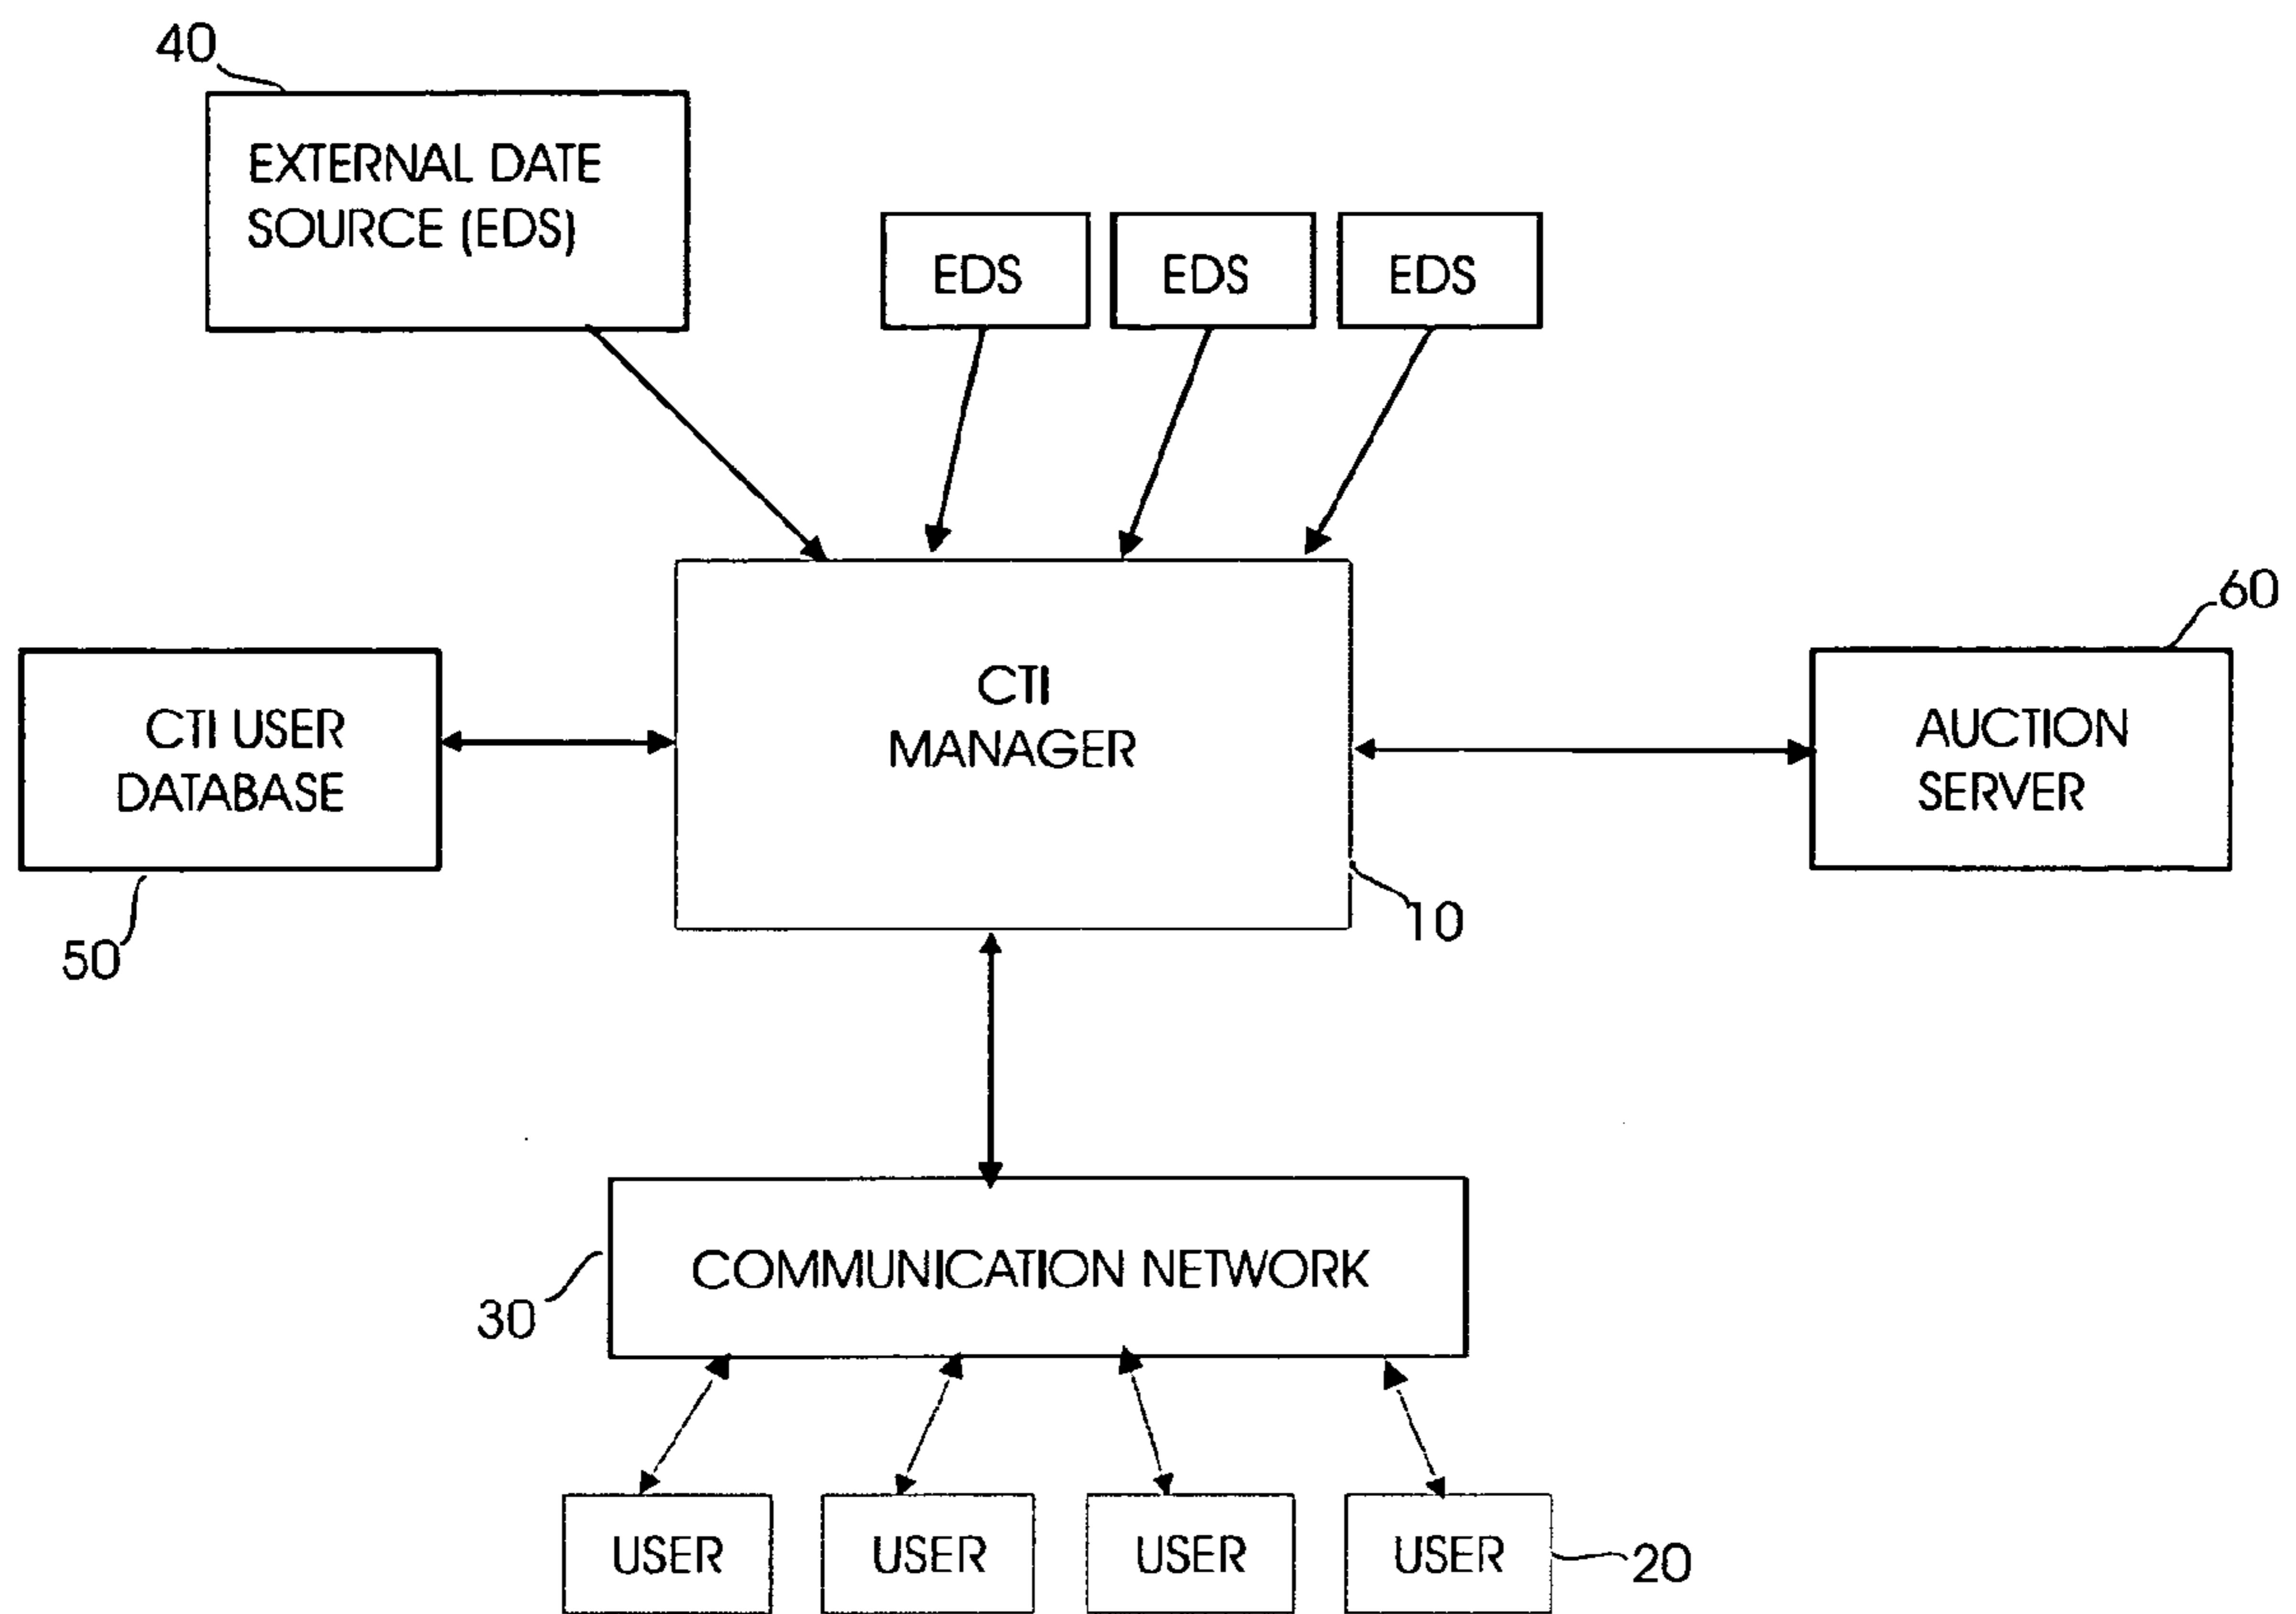 40
EXTERNAL DATE
SOURCE (EDS)
EDS
EDS
EDS
60
CTI USER
DATABASE
CTI
MANAGER
AUCTION
SERVER
50
10
COMMUNICATION NETWORK
30
USER
USER
USER
USER
20